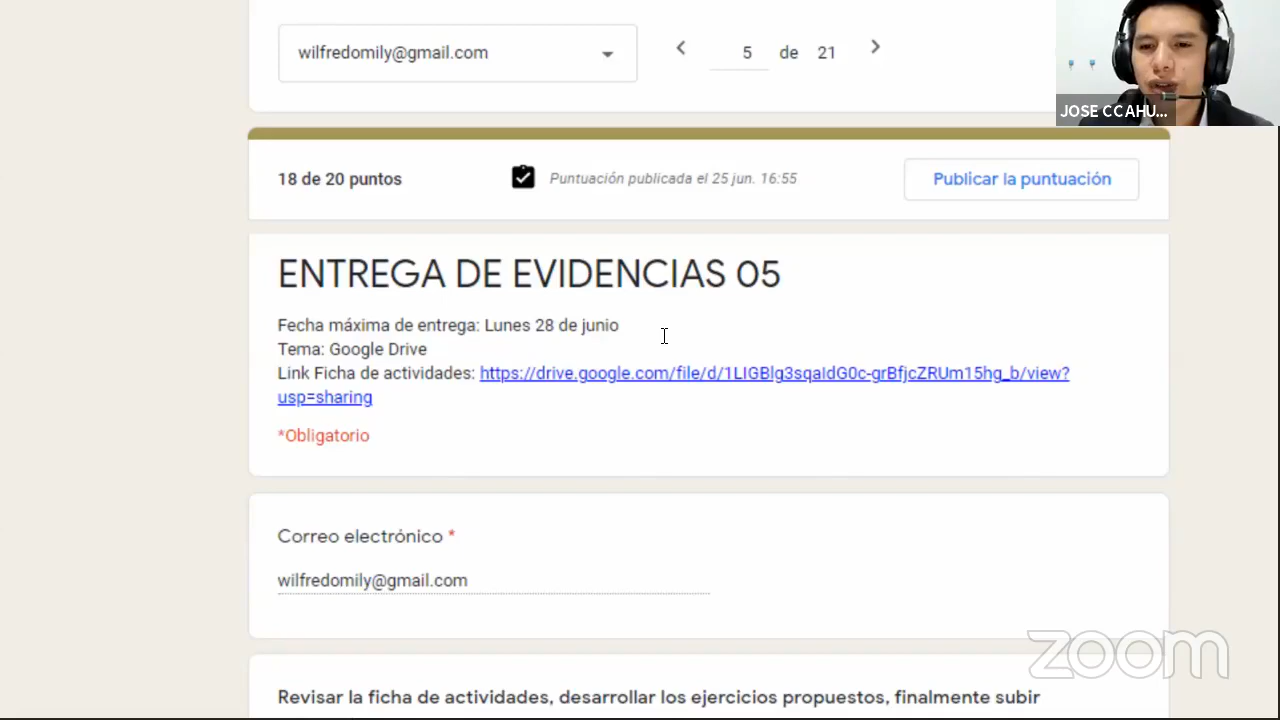 wilfredomily@gmail.com
5 de 21
JOSE CCAHU...
18 de 20 puntos
Puntuación publicada el 25 jun. 16:55
Publicar la puntuación
ENTREGA DE EVIDENCIAS 05
Fecha máxima de entrega: Lunes 28 de junio
Tema: Google Drive
Link Ficha de actividades: https://drive.google.com/file/d/1LIGBlg3sqaIdG0c-grBfjcZRUm15hg_b/view?
usp=sharing
*Obligatorio
Correo electrónico *
wilfredomily@gmail.com
zoom
Revisar la ficha de actividades, desarrollar los ejercicios propuestos, finalmente subir